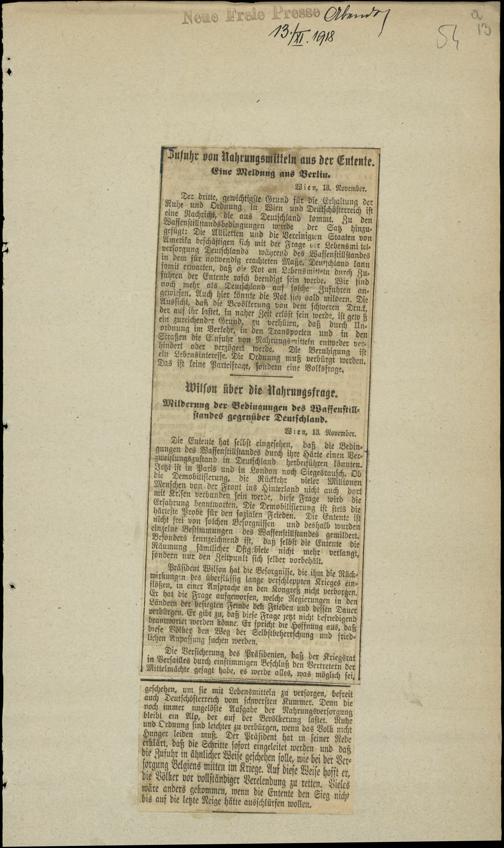 Neue Freie Presse
13./XI. 1918
54
a
13
Zufuhr von Nahrungsmitteln aus der Entente.
Eine Meldung aus Berlin.
Wien, 13. November.
Der dritte, gewichtigste Grund für die Erhaltung der
Ruhe und Ordnung, in Wien und Deutschösterreich ist
eine Nachricht, die aus Deutschland kommt. Zu den
Waffenstillstandsbedingungen wurde der Satz hinzu-
gefügt: Die Alliierten und die Vereinigten Staaten von
Amerika beschäftigen sich mit der Frage der Lebensmittel-
versorgung Deutschlands während des Waffenstillstandes
in dem für notwendig erachteten Maße. Deutschland kann
somit erwarten, daß die Not an Lebensmitteln durch Zu-
fuhren der Entente rasch beendigt sein werde. Wir sind
noch mehr als Deutschland auf solche Zufuhren an-
gewiesen. Auch hier könnte die Not sich bald mildern. Die
Aussicht, daß die Bevölkerung von dem schweren Druck,
der auf ihr lastet, in naher Zeit erlöst sein werde, ist gewiß
ein zureichender Grund, zu verhüten, daß durch Un-
ordnung im Verkehr, in den Transporten und in den
Straßen die Einfuhr von Nahrungsmitteln entweder ver-
hindert oder verzögert werde. Die Beruhigung ist
ein Lebensinteresse. Die Ordnung muß verbürgt werden.
Das ist keine Parteifrage, sondern eine Volksfrage.
Wilson über die Nahrungsfrage.
Milderung der Bedingungen des Waffenstill-
standes gegenüber Deutschland.
Wien, 13. November.
Die Entente hat selbst eingesehen, daß die Bedin-
gungen des Waffenstillstandes durch ihre Härte einen Ver-
zweiflungszustand in Deutschland herbeiführen könnten.
Jetzt ist in Paris und in London noch Siegesrausch. Ob
die Demobilisierung, die Rückkehr vieler Millionen
Menschen von der Front ins Hinterland nicht auch dort
mit Krisen verbunden sein werde, diese Frage wird die
Erfahrung beantworten. Die Demobilisierung ist stets die
härteste Probe für den sozialen Frieden. Die Entente ist
nicht frei von solchen Besorgnissen und deshalb wurden
einzelne Bestimmungen des Waffenstillstandes gemildert.
Besonders kennzeichnend ist, daß selbst die Entente die
Räumung sämtlicher Ostgebiete nicht mehr verlangt,
sondern nur den Zeitpunkt sich selber vorbehält.
Präsident Wilson hat die Besorgnisse, die ihm die Rück-
wirkungen des überflüssig lange verschleppten Krieges ein-
flößen, in einer Ansprache an den Kongreß nicht verborgen.
Er hat die Frage aufgeworfen, welche Regierungen in den
Ländern der besiegten Feinde den Frieden und dessen Dauer
verbürgen. Er gibt zu, daß diese Frage jetzt nicht befriedigend
beantwortet werden könne. Er spricht die Hoffnung aus, daß
diese Völker den Weg der Selbstbeherrschung und fried-
lichen Anpassung suchen werden.
Die Versicherung des Präsidenten, daß der Kriegsrat
in Versailles durch einstimmigen Beschluß den Vertretern der
Mittelmächte gesagt habe, es werde alles, was möglich sei,
geschehen, um sie mit Lebensmitteln zu versorgen, befreit
auch Deutschösterreich vom schwersten Kummer. Denn die
noch immer ungelöste Aufgabe der Nahrungsversorgung
bleibt ein Alp, der auf der Bevölkerung lastet. Ruhe
und Ordnung sind leichter zu verbürgen, wenn das Volk nicht
Hunger leiden muß. Der Präsident hat in seiner Rede
erklärt, daß die Schritte sofort eingeleitet werden und daß
die Zufuhr in ähnlicher Weise geschehen solle, wie bei der Ver-
sorgung Belgiens mitten im Kriege. Auf diese Weise hofft er,
die Völker vor vollständiger Verelendung zu retten. Vieles
wäre anders gekommen, wenn die Entente den Sieg nicht
bis auf die letzte Neige hätte ausschlürfen wollen.